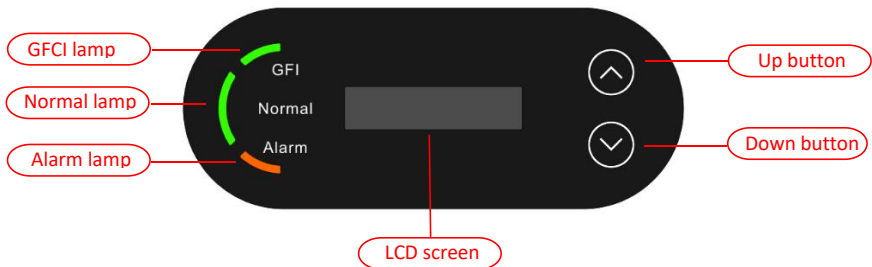 GFCI lamp
Normal lamp
Alarm lamp
GFI
Normal
Alarm
Up button
Down button
LCD screen